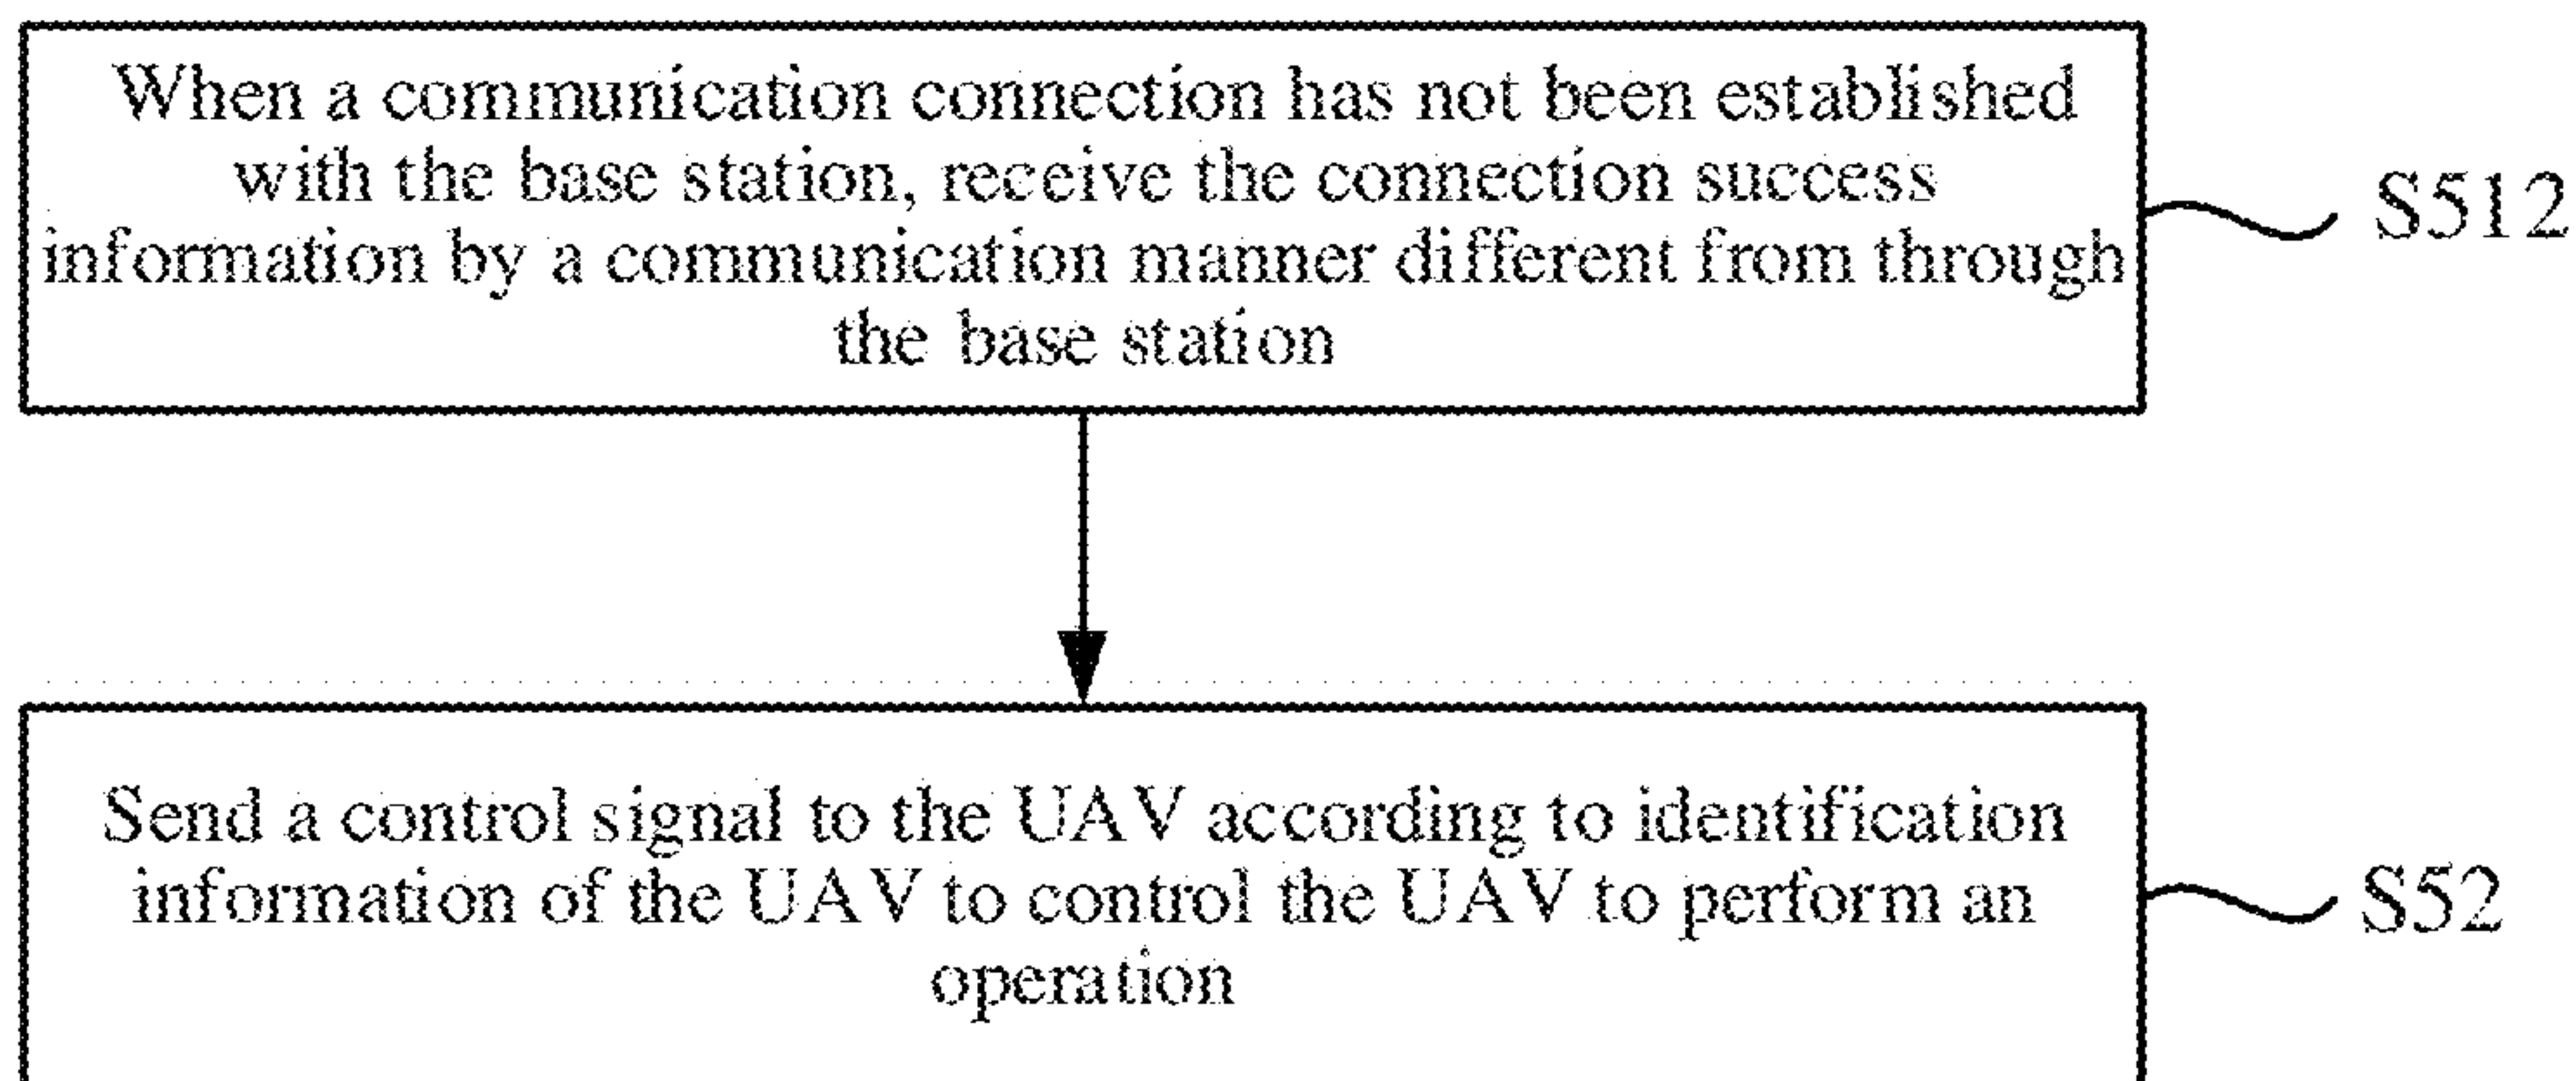 When a communication connection has not been established
with the base station, receive the connection success
information by a communication manner different from through
the base station
S512
Send a control signal to the UAV according to identification
information of the UAV to control the UAV to perform an
operation
S52